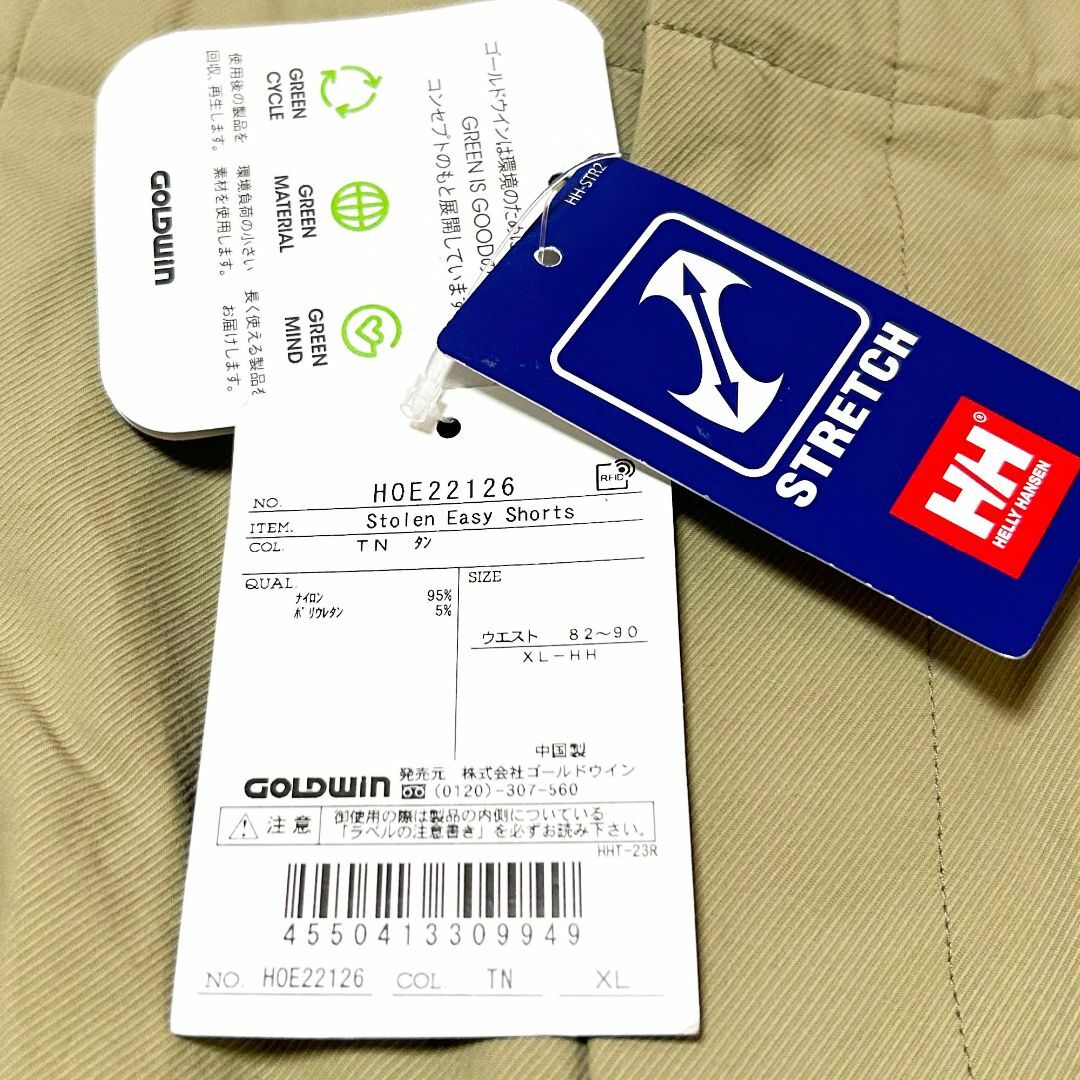 ゴールドウインは環境のために
GREEN IS GOODの
コンセプトのもと展開しています
GREEN
CYCLE
使用後の製品を
回収、再生します。
GREEN
MATERIAL
環境負荷の小さい
素材を使用します。
GREEN
MIND
長く使える製品を
お届けします。
GOLDWIN
HH-STR2
STRETCH
HH®
HELLY HANSEN
RFID
NO. HOE22126
ITEM. Stolen Easy Shorts
COL. TN タン
QUAL.
ナイロン 95%
ポリウレタン 5%
SIZE
ウエスト 82～90
XL-HH
中国製
GOLDWIN 発売元 株式会社ゴールドウイン
(0120)-307-560
注意 御使用の際は製品の内側についている
「ラベルの注意書き」を必ずお読み下さい。
HHT-23R
4550413309949
NO. HOE22126 COL. TN XL